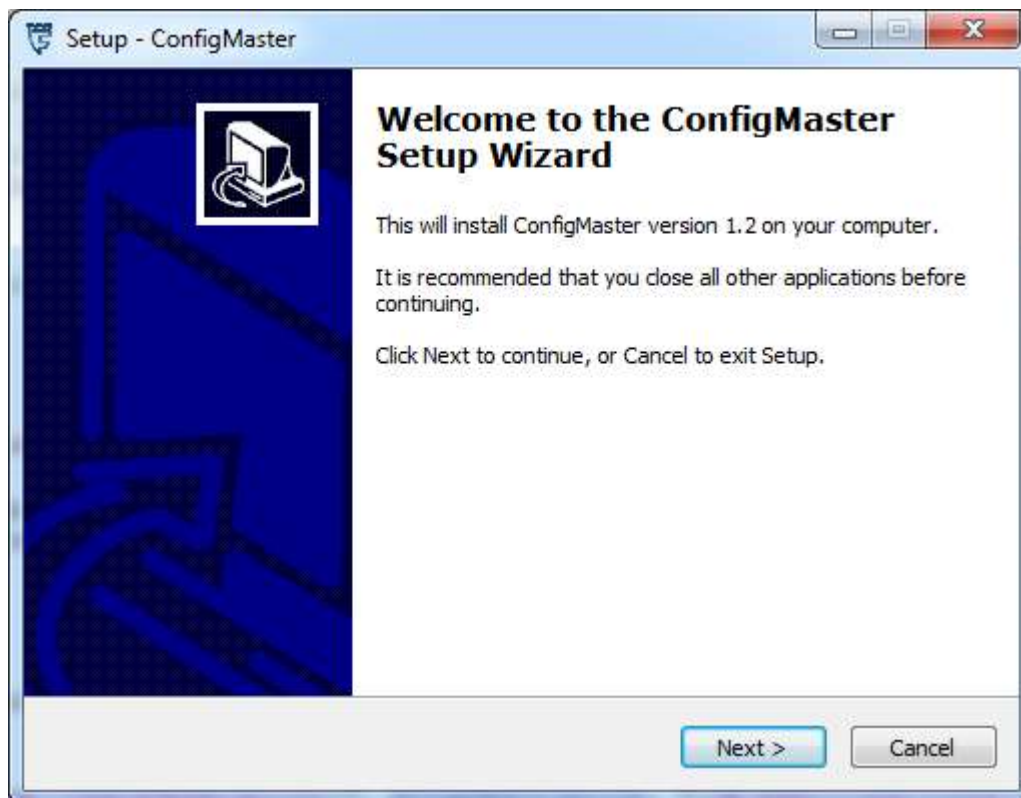 Setup - ConfigMaster
Welcome to the ConfigMaster
Setup Wizard
This will install ConfigMaster version 1.2 on your computer.
It is recommended that you close all other applications before
continuing.
Click Next to continue, or Cancel to exit Setup.
Next >
Cancel